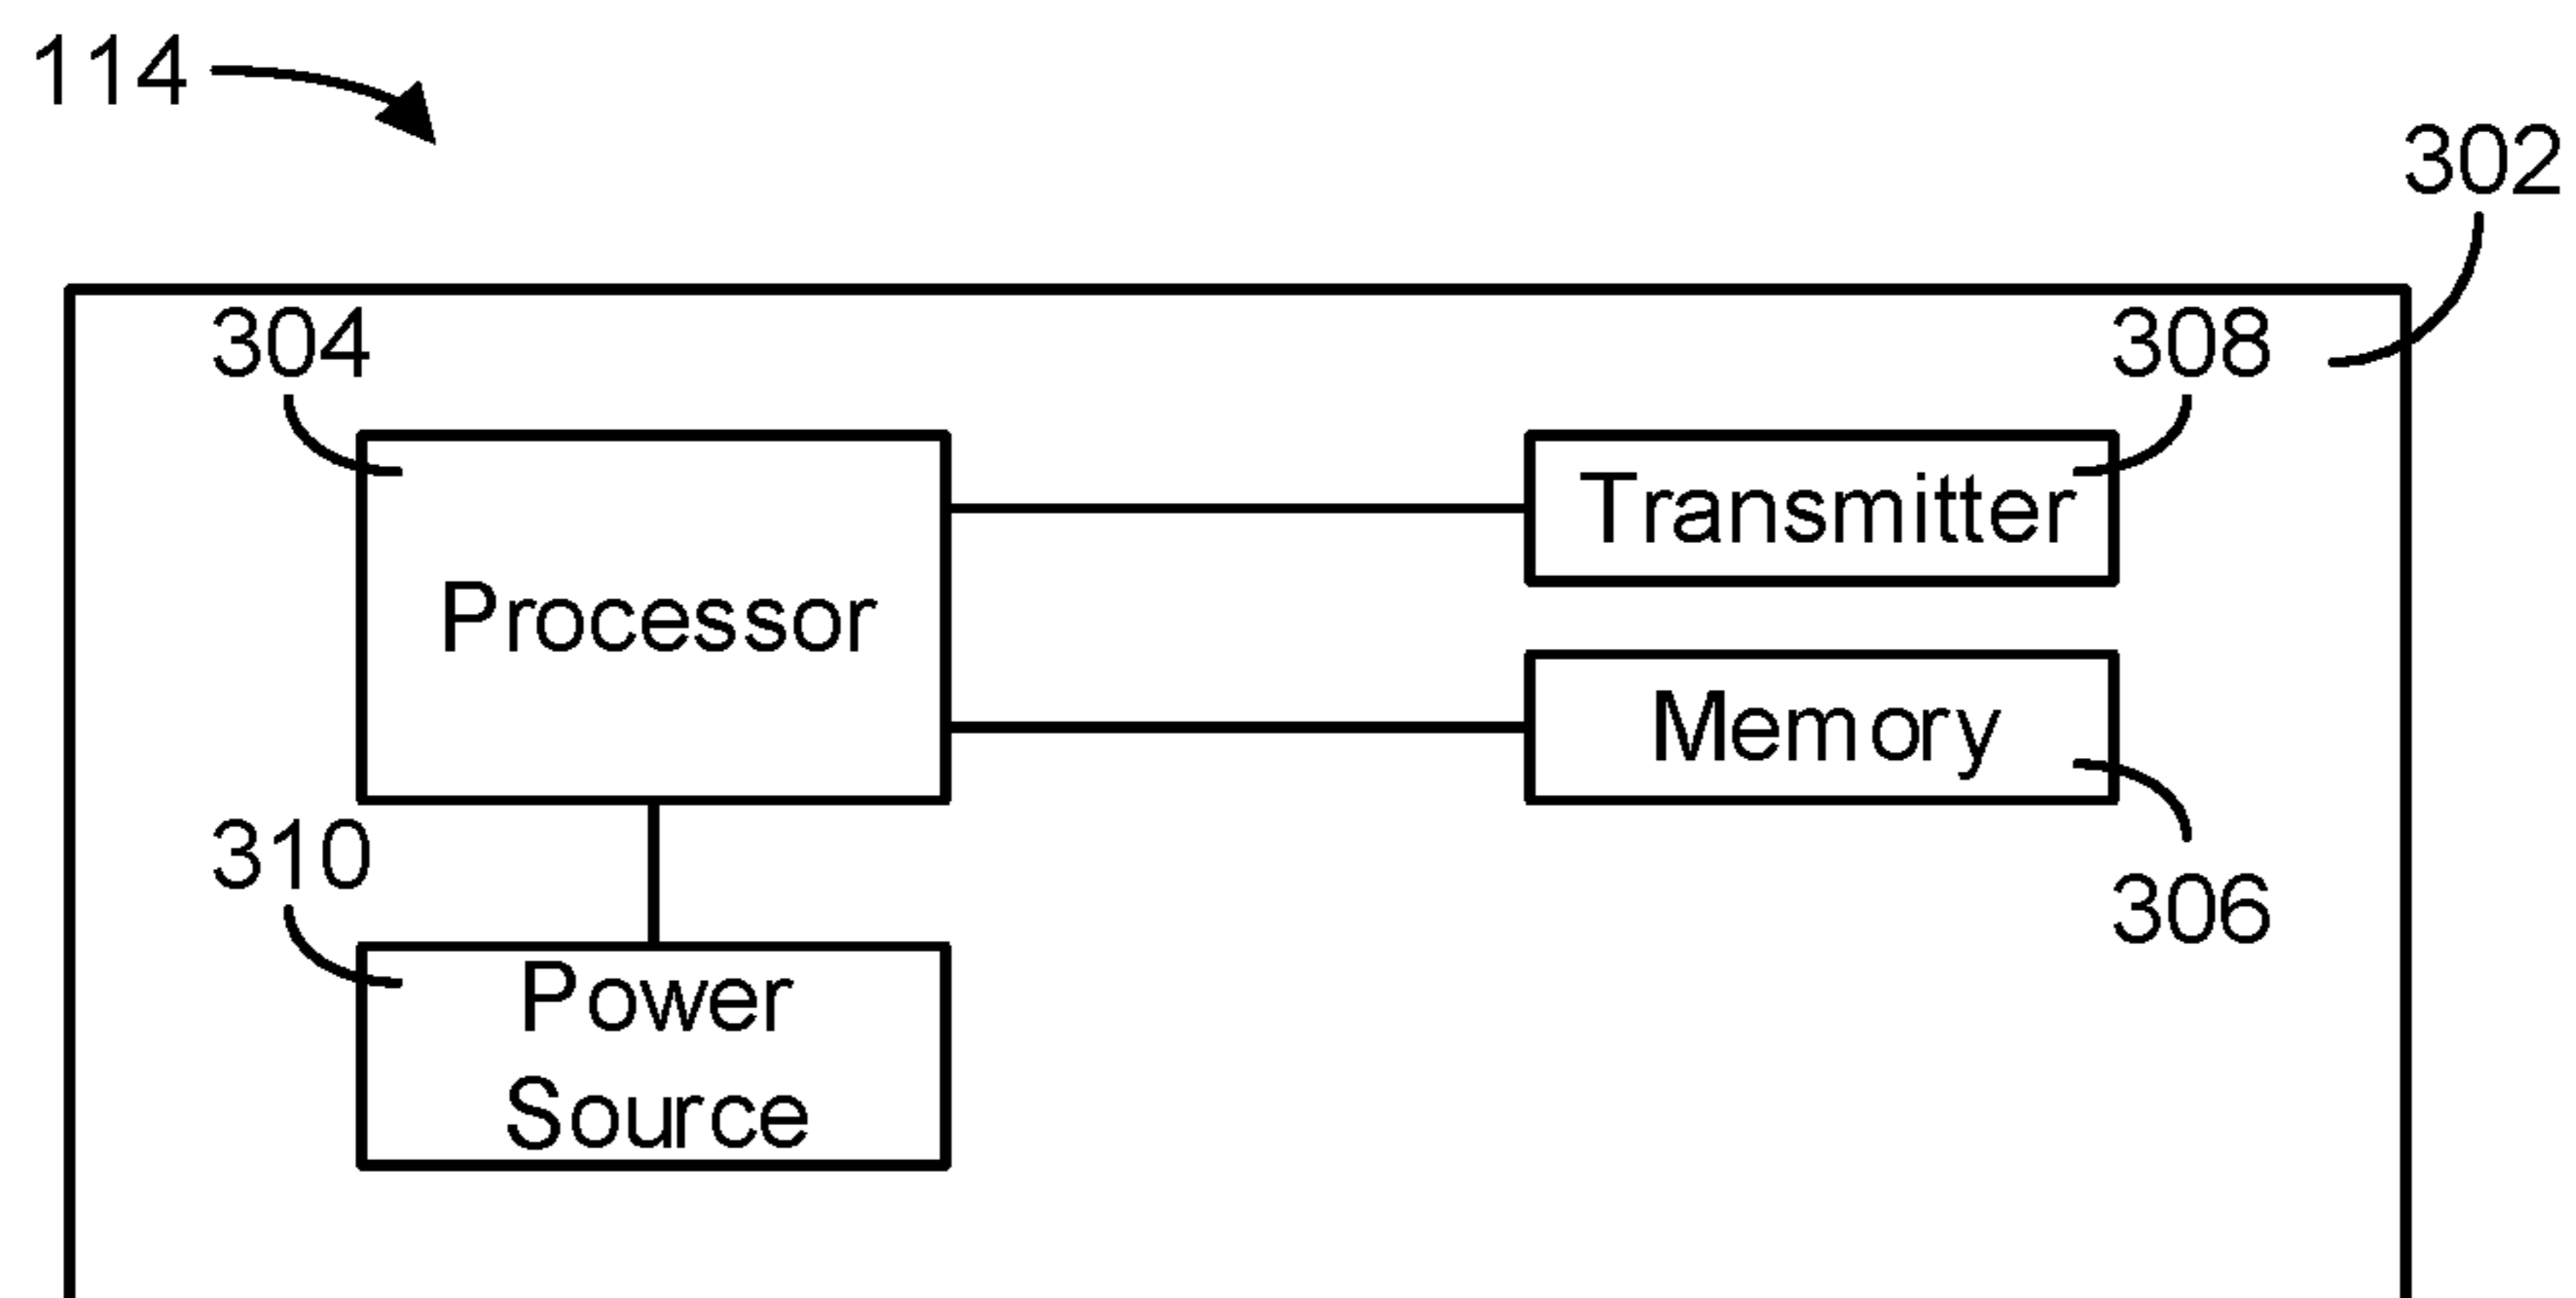 114
302
304
308
Transmitter
Processor
Memory
310
306
Power
Source